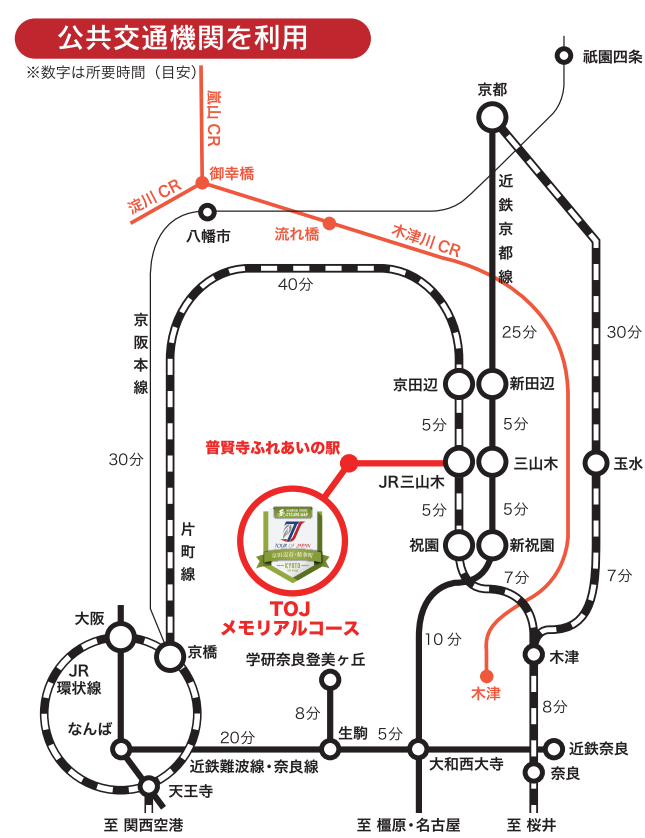 公共交通機関を利用
※数字は所要時間（目安）
祇園四条
京都
嵐山 CR
御幸橋
淀川 CR
八幡市
流れ橋
木津川 CR
近鉄京都線
40分
京阪本線
25分
30分
京田辺
新田辺
5分
5分
普賢寺ふれあいの駅
30分
JR三山木
三山木
玉水
5分
5分
片町線
TOUR OF JAPAN
KYOTO
祝園
新祝園
7分
7分
TOJ
メモリアルコース
大阪
10分
京橋
学研奈良登美ヶ丘
木津
JR
環状線
木津
8分
8分
なんば
20分
生駒
5分
近鉄難波線・奈良線
大和西大寺
近鉄奈良
天王寺
奈良
至 関西空港
至 橿原・名古屋
至 桜井